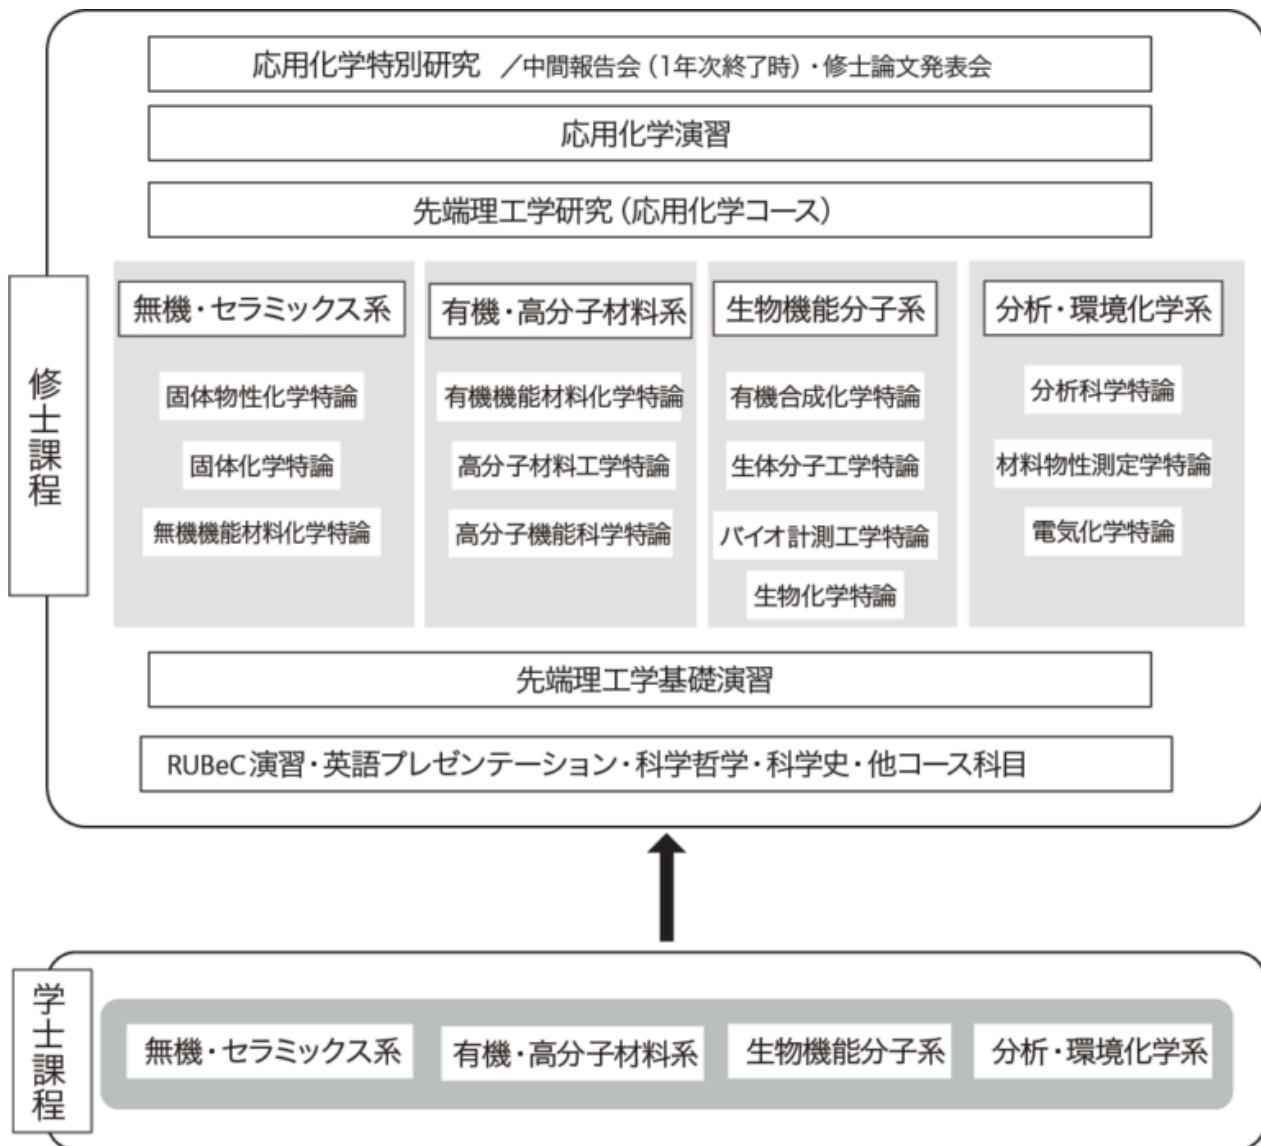 応用化学特別研究 ／中間報告会（1年次終了時）・修士論文発表会
応用化学演習
先端理工学研究（応用化学コース）
修士課程
無機・セラミックス系
固体物性化学特論
固体化学特論
無機機能材料化学特論
有機・高分子材料系
有機機能材料化学特論
高分子材料工学特論
高分子機能科学特論
生物機能分子系
有機合成化学特論
生体分子工学特論
バイオ計測工学特論
生物化学特論
分析・環境化学系
分析科学特論
材料物性測定学特論
電気化学特論
先端理工学基礎演習
RUBeC演習・英語プレゼンテーション・科学哲学・科学史・他コース科目
学士課程
無機・セラミックス系
有機・高分子材料系
生物機能分子系
分析・環境化学系